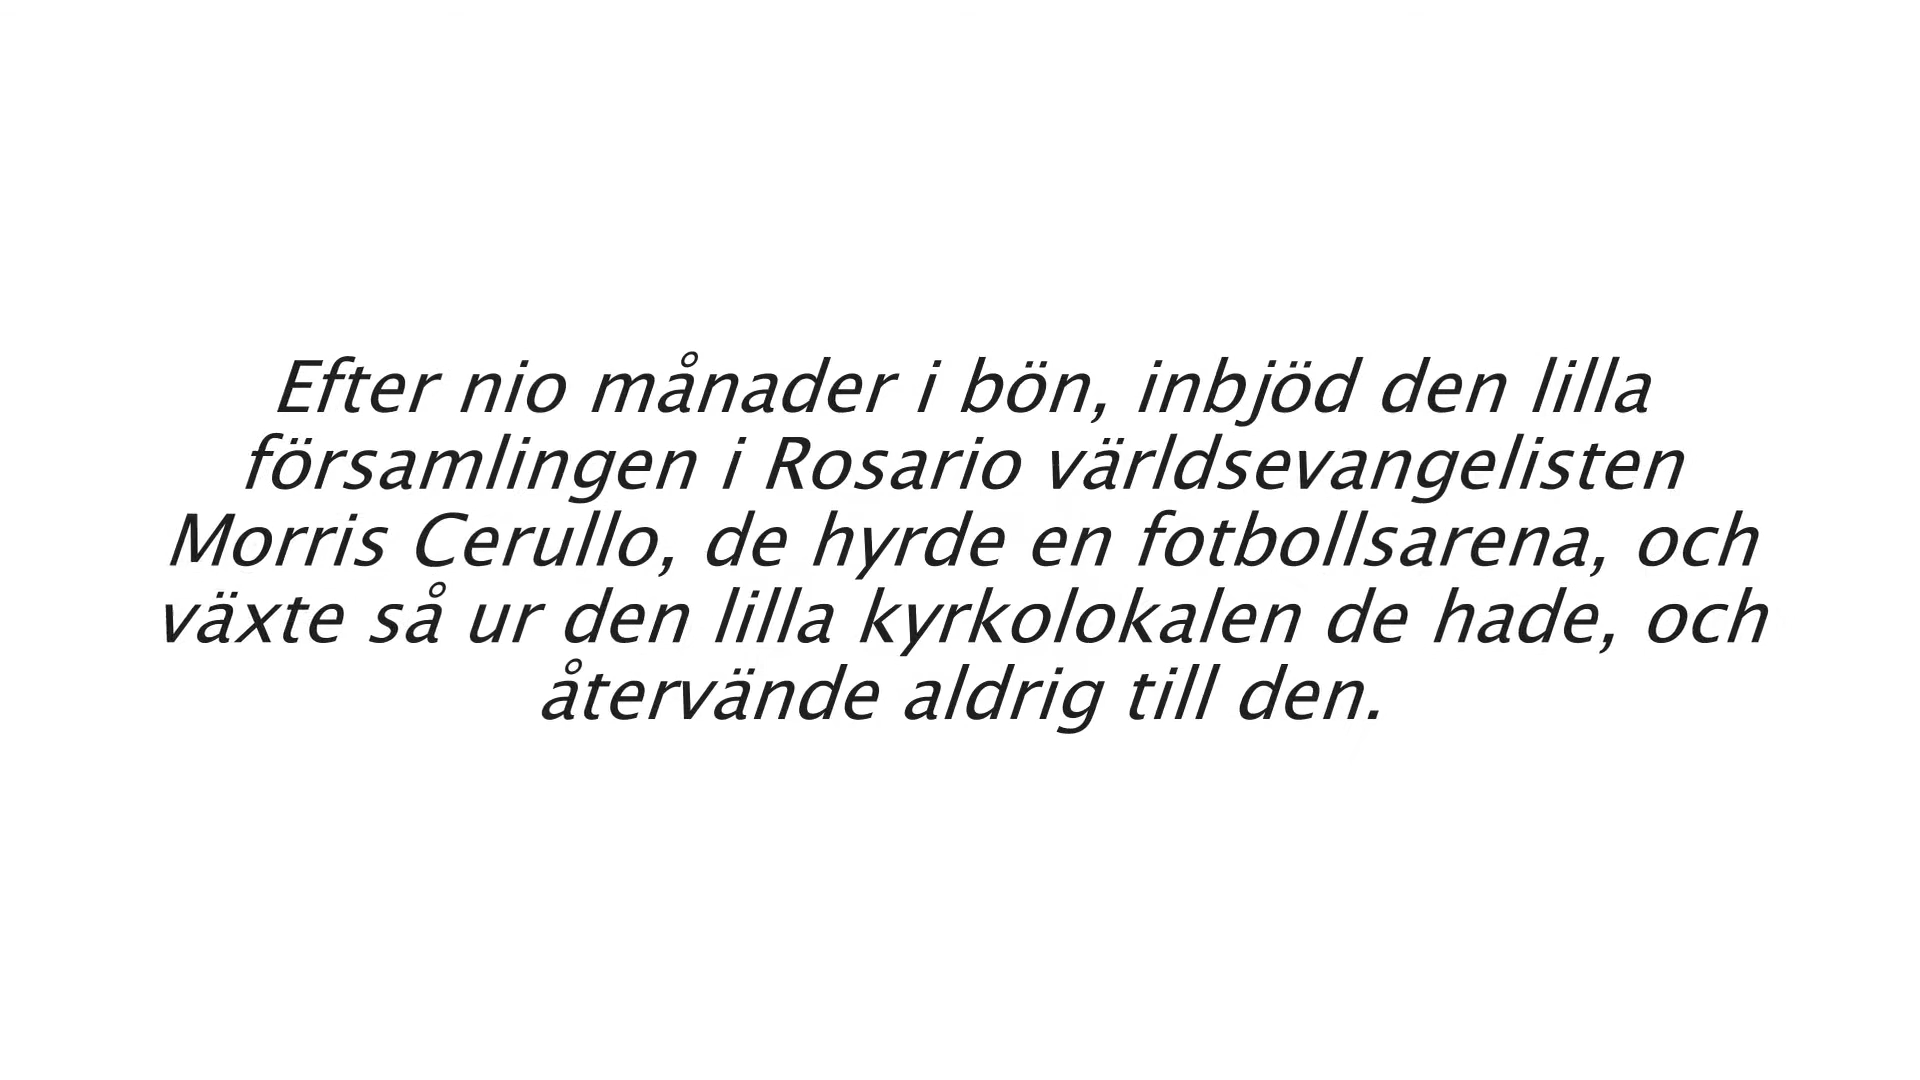 Efter nio månader i bön, inbjöd den lilla
församlingen i Rosario världsevangelisten
Morris Cerullo, de hyrde en fotbollsarena, och
växte så ur den lilla kyrkolokalen de hade, och
återvände aldrig till den.